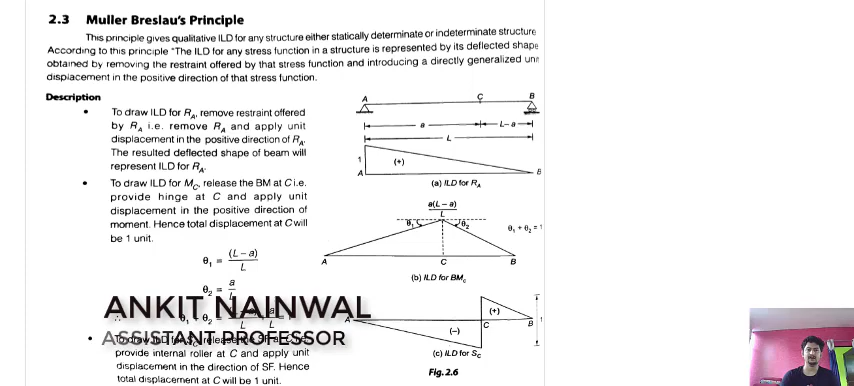 2.3 Muller Breslau's Principle
This principle gives qualitative ILD for any structure either statically determinate or indeterminate structure
According to this principle "The ILD for any stress function in a structure is represented by its deflected shape
obtained by removing the restraint offered by that stress function and introducing a directly generalized uni
displacement in the positive direction of that stress function.
Description
• To draw ILD for R_A, remove restraint offered
by R_A i.e. remove R_A and apply unit
displacement in the positive direction of R_A.
The resulted deflected shape of beam will
represent ILD for R_A.
• To draw ILD for M_C, release the BM at C i.e.
provide hinge at C and apply unit
displacement in the positive direction of
moment. Hence total displacement at C will
be 1 unit.
θ₁ = (L – a) / L
θ₂ = a / L
ANKIT NAINWAL
ASSISTANT PROFESSOR
provide internal roller at C and apply unit
displacement in the direction of SF. Hence
total displacement at C will be 1 unit.
A C B
a L – a
L
1 (+)
A B
(a) ILD for R_A
a(L – a) / L
θ₁ θ₂ θ₁ + θ₂ = 1
A C B
(b) ILD for BM_c
A (–) C (+) B 1
(c) ILD for S_C
Fig. 2.6